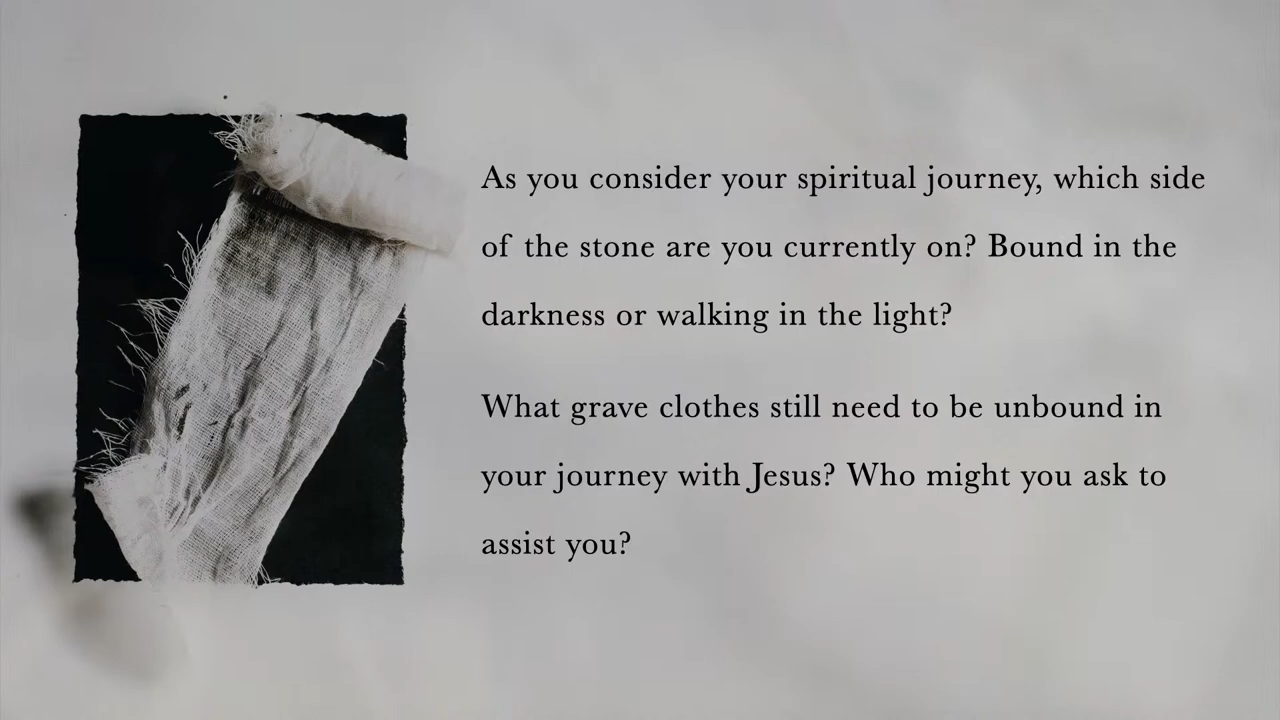 As you consider your spiritual journey, which side
of the stone are you currently on? Bound in the
darkness or walking in the light?
What grave clothes still need to be unbound in
your journey with Jesus? Who might you ask to
assist you?